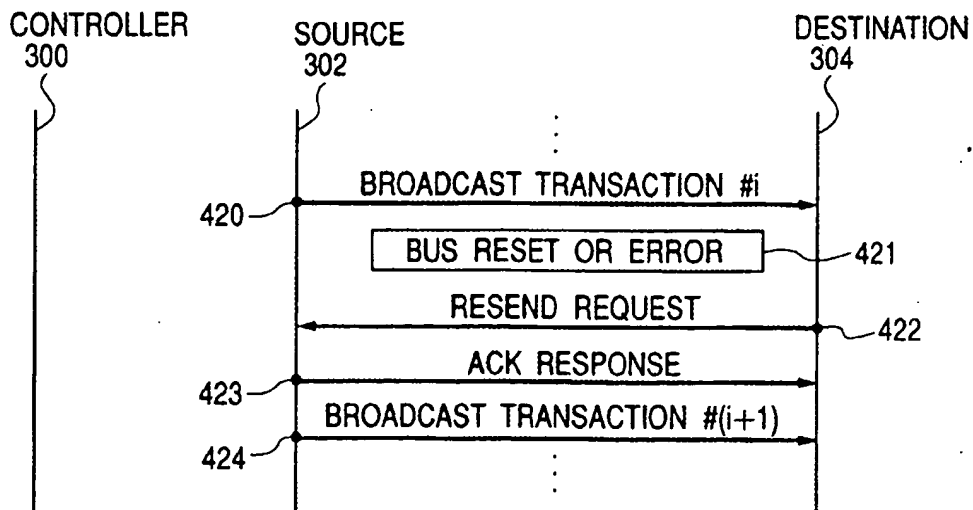 CONTROLLER
300
SOURCE
302
DESTINATION
304
BROADCAST TRANSACTION #i
420
BUS RESET OR ERROR
421
RESEND REQUEST
422
ACK RESPONSE
423
BROADCAST TRANSACTION #(i+1)
424